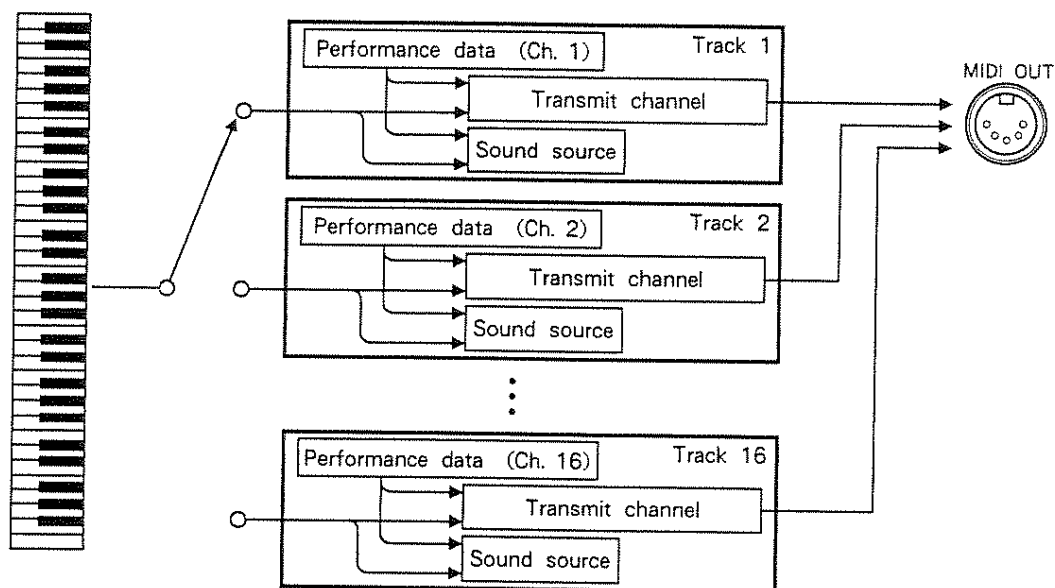 Performance data (Ch. 1)
Track 1
Transmit channel
Sound source
MIDI OUT
Performance data (Ch. 2)
Track 2
Transmit channel
Sound source
Performance data (Ch. 16)
Track 16
Transmit channel
Sound source